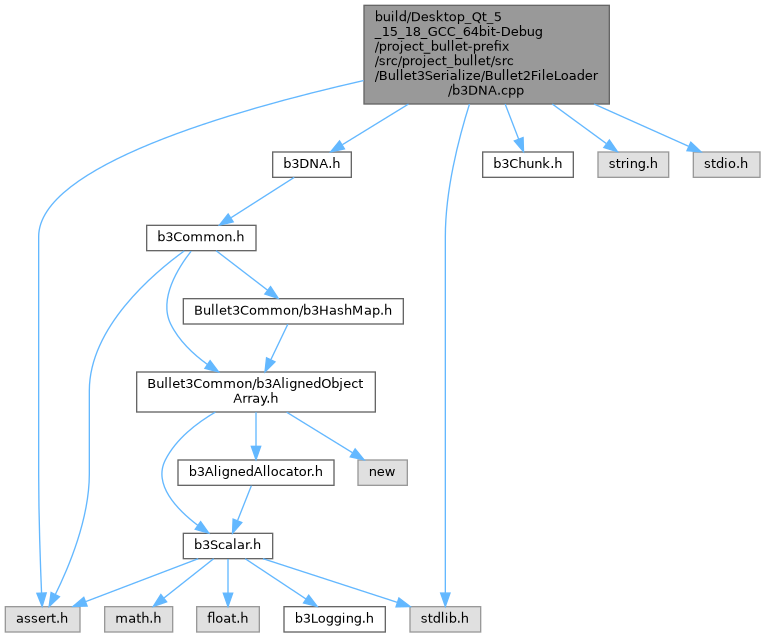 build/Desktop_Qt_5
_15_18_GCC_64bit-Debug
/project_bullet-prefix
/src/project_bullet/src
/Bullet3Serialize/Bullet2FileLoader
/b3DNA.cpp
b3DNA.h
b3Chunk.h
string.h
stdio.h
b3Common.h
Bullet3Common/b3HashMap.h
Bullet3Common/b3AlignedObject
Array.h
b3AlignedAllocator.h
new
b3Scalar.h
assert.h
math.h
float.h
b3Logging.h
stdlib.h